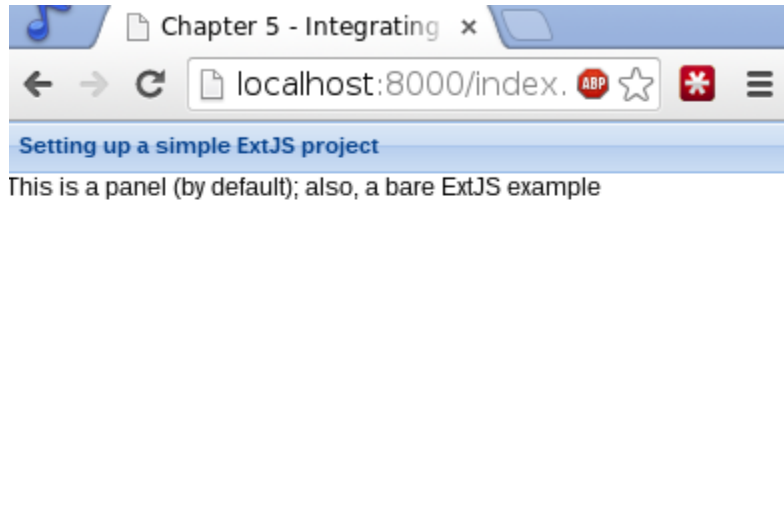 Chapter 5 - Integrating
localhost:8000/index.
ABP
Setting up a simple ExtJS project
This is a panel (by default); also, a bare ExtJS example